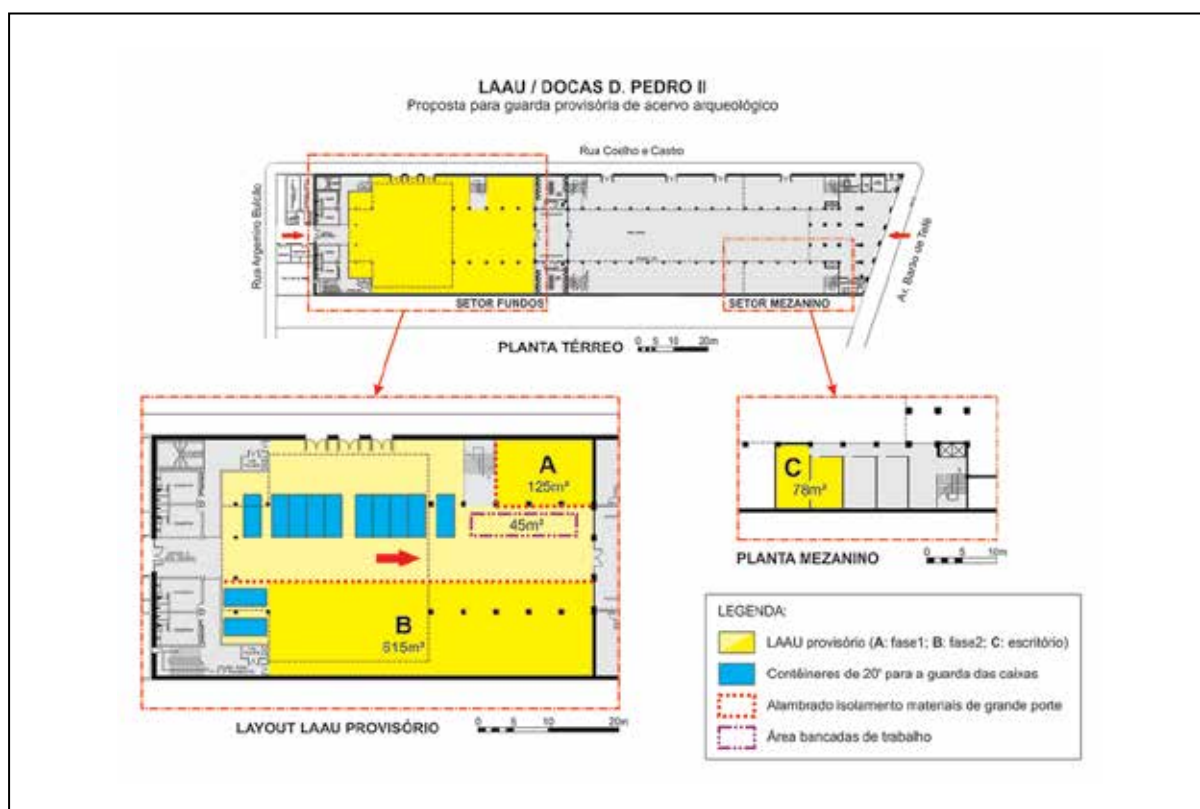 LAAU / DOCAS D. PEDRO II
Proposta para guarda provisória de acervo arqueológico
Rua Coelho e Castro
Rua Argemiro Bulcão
Av. Barão de Tefé
SETOR FUNDOS
SETOR MEZANINO
PLANTA TÉRREO
0 5 10 20m
A
125m²
45m²
B
815m²
LAYOUT LAAU PROVISÓRIO
0 5 10 20m
C
78m²
PLANTA MEZANINO
0 5 10m
LEGENDA:
LAAU provisório (A: fase1; B: fase2; C: escritório)
Contêineres de 20' para a guarda das caixas
Alambrado isolamento materiais de grande porte
Área bancadas de trabalho